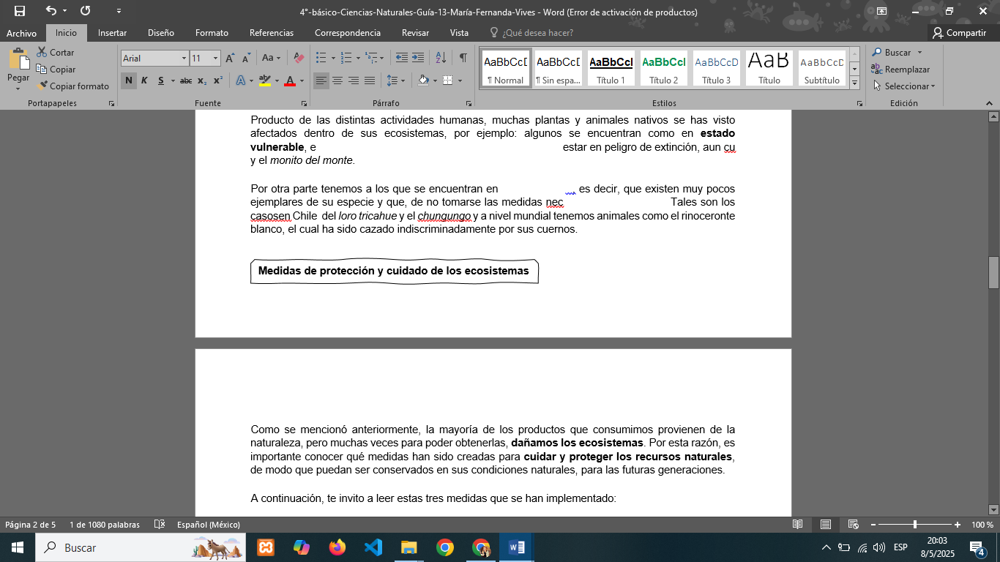 4°-básico-Ciencias-Naturales-Guía-13-María-Fernanda-Vives - Word (Error de activación de productos)
Archivo Inicio Insertar Diseño Formato Referencias Correspondencia Revisar Vista ¿Qué desea hacer? Compartir
Pegar
Cortar
Copiar
Copiar formato
Portapapeles
Arial 11 A A Aa A
N K S abc x₂ x² A ab A
Fuente
Párrafo
AaBbCcD AaBbCcD AaBbCcI AaBbCcI AaBbCcD AaB AaBbCcD
¶ Normal ¶ Sin espa... Título 1 Título 2 Título 3 Título Subtítulo
Estilos
Buscar
Reemplazar
Seleccionar
Edición
Producto de las distintas actividades humanas, muchas plantas y animales nativos se has visto
afectados dentro de sus ecosistemas, por ejemplo: algunos se encuentran como en estado
vulnerable, e estar en peligro de extinción, aun cu
y el monito del monte.
Por otra parte tenemos a los que se encuentran en , es decir, que existen muy pocos
ejemplares de su especie y que, de no tomarse las medidas nec Tales son los
casosen Chile del loro tricahue y el chungungo y a nivel mundial tenemos animales como el rinoceronte
blanco, el cual ha sido cazado indiscriminadamente por sus cuernos.
Medidas de protección y cuidado de los ecosistemas
Como se mencionó anteriormente, la mayoría de los productos que consumimos provienen de la
naturaleza, pero muchas veces para poder obtenerlas, dañamos los ecosistemas. Por esta razón, es
importante conocer qué medidas han sido creadas para cuidar y proteger los recursos naturales,
de modo que puedan ser conservados en sus condiciones naturales, para las futuras generaciones.
A continuación, te invito a leer estas tres medidas que se han implementado:
Página 2 de 5 1 de 1080 palabras Español (México) 100 %
Buscar
ESP
20:03
8/5/2025
4